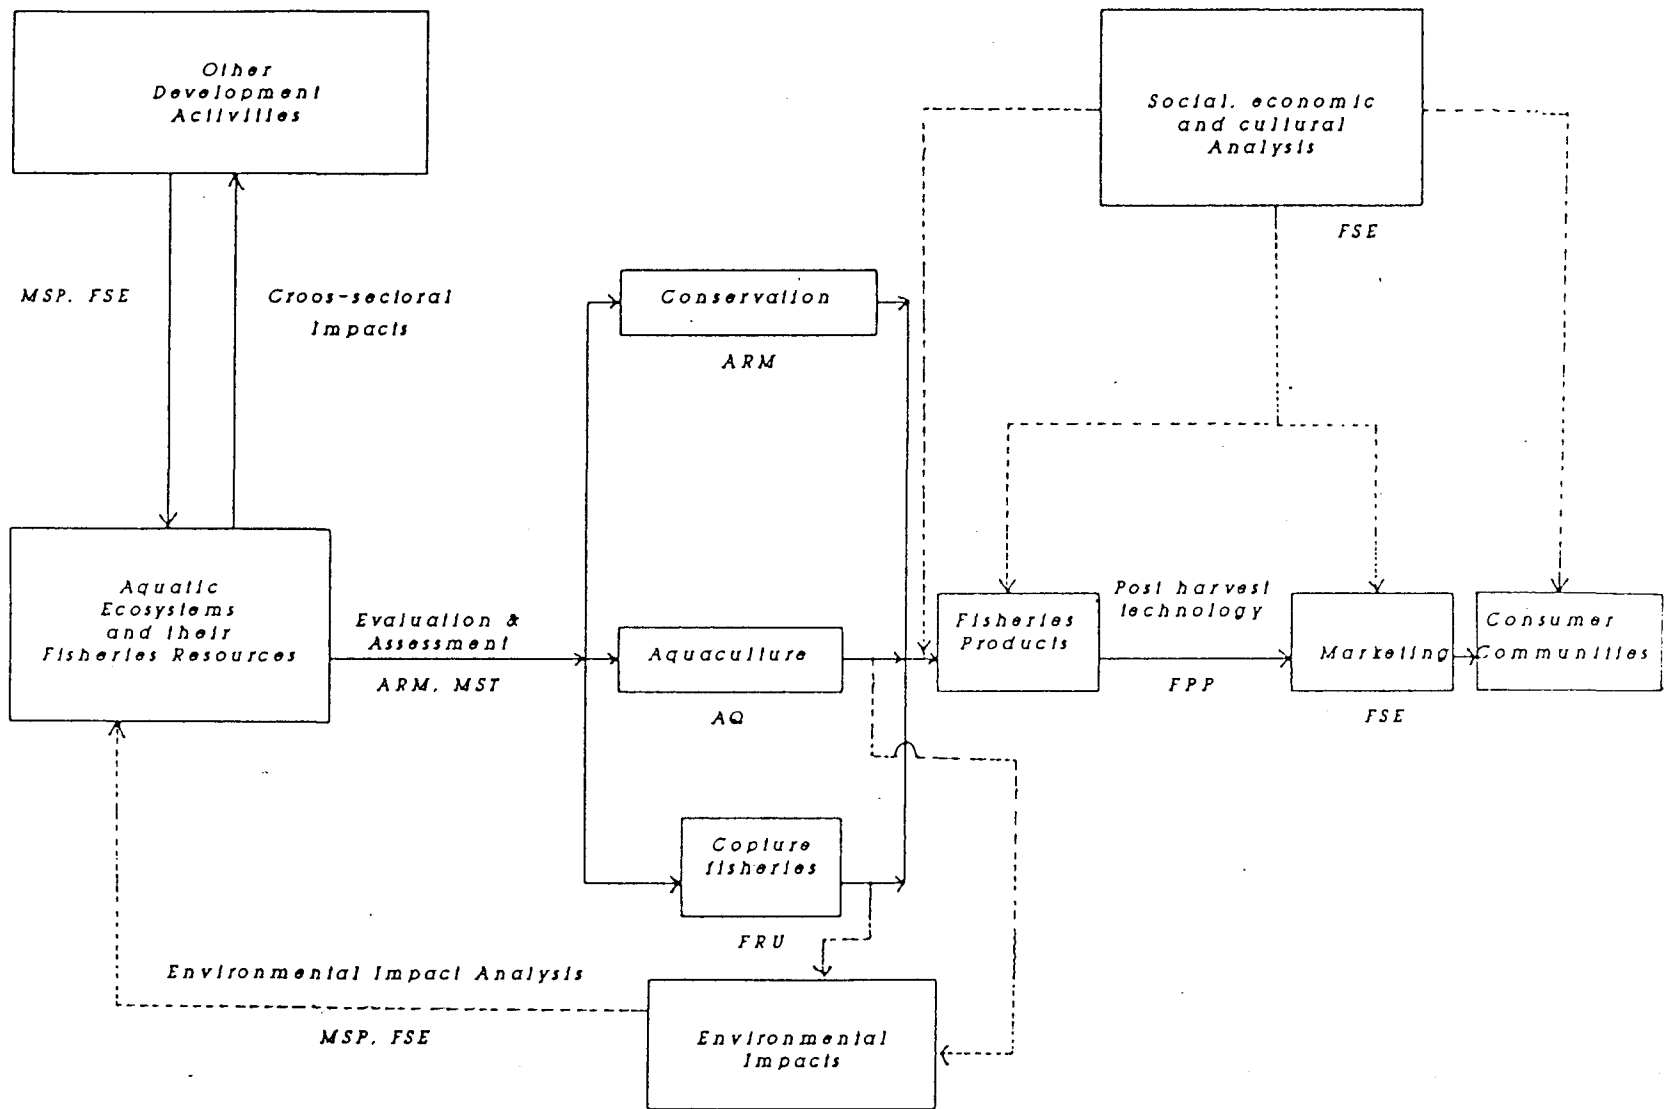 Other
Development
Activities
Social, economic
and cultural
Analysis
FSE
MSP, FSE
Croos-sectoral
Impacts
Conservation
ARM
Aquatic
Ecosystems
and their
Fisheries Resources
Evaluation &
Assessment
ARM, MST
Aquaculture
AQ
Fisheries
Products
Post harvest
technology
FPP
Marketing
FSE
Consumer
Communities
Copture
fisheries
FRU
Environmental Impact Analysis
MSP, FSE
Environmental
Impacts